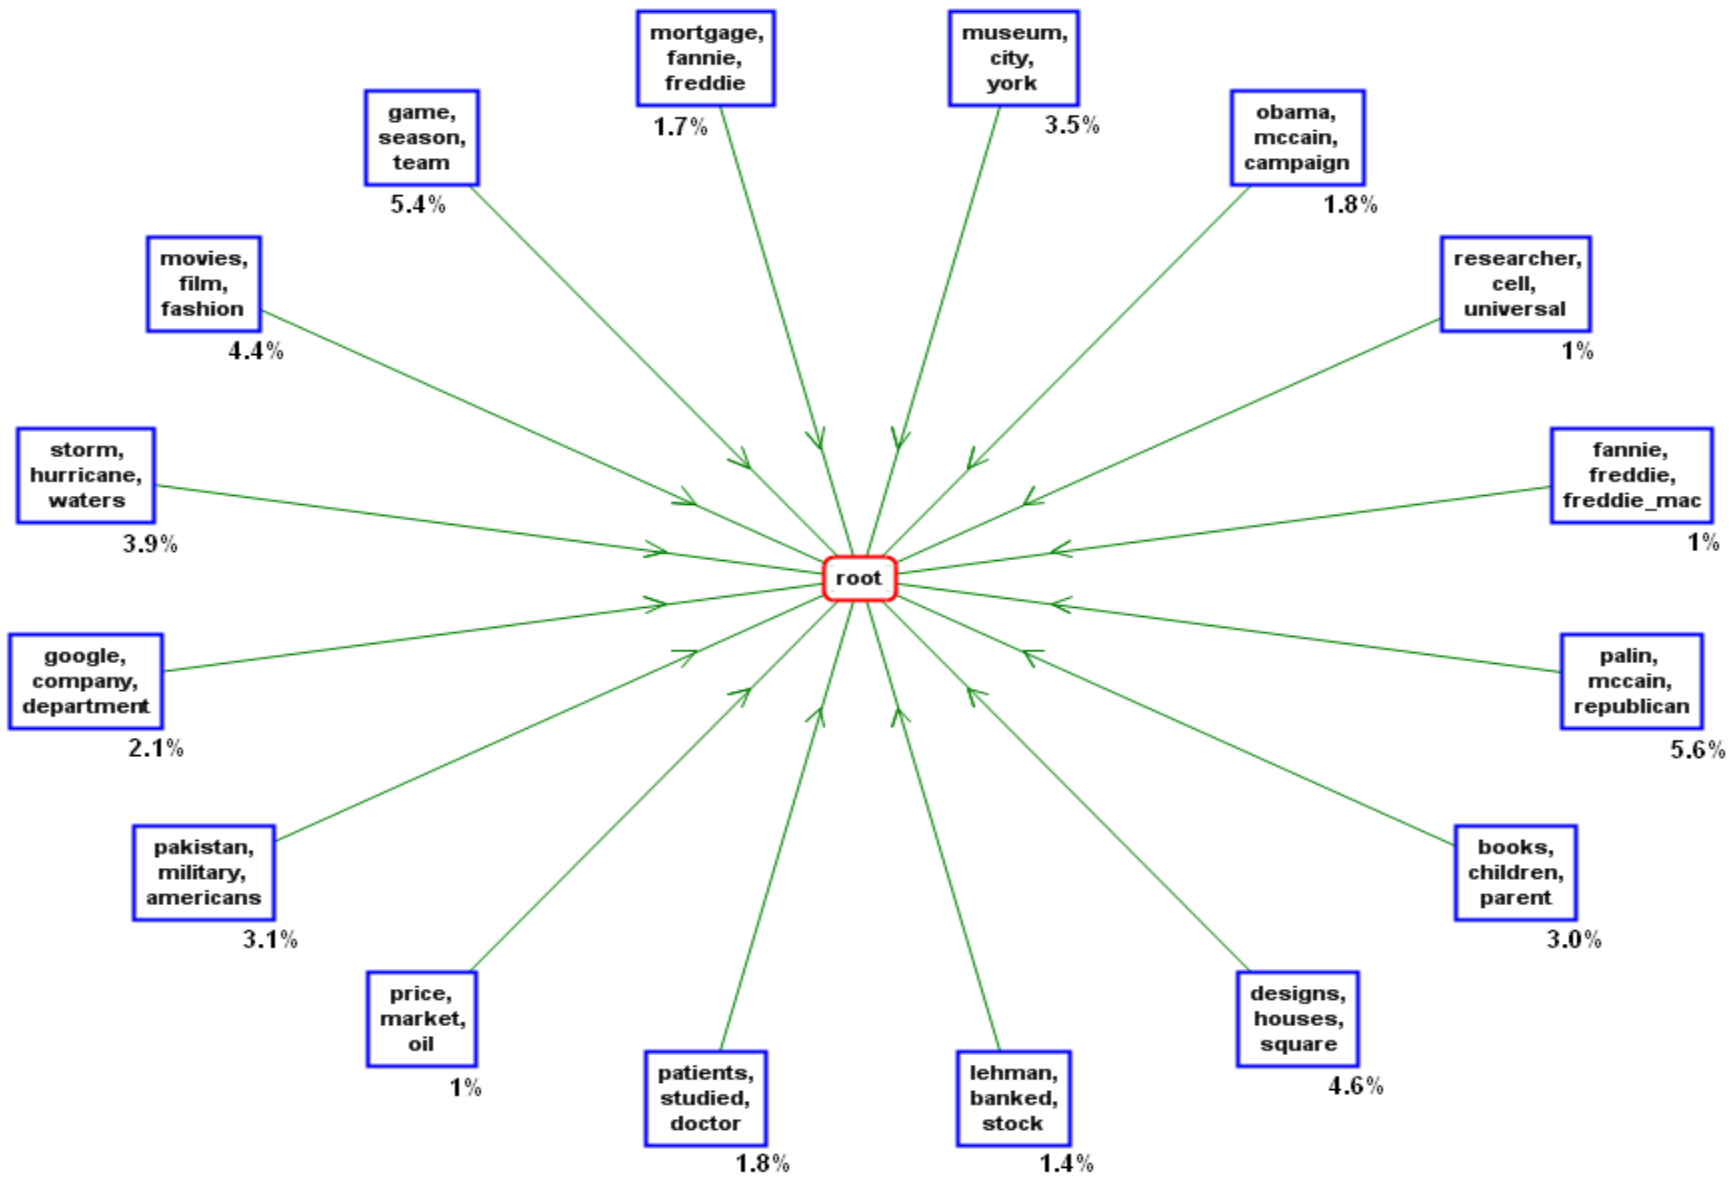 mortgage,
fannie,
freddie
1.7%
museum,
city,
york
3.5%
game,
season,
team
5.4%
obama,
mccain,
campaign
1.8%
movies,
film,
fashion
4.4%
researcher,
cell,
universal
1%
storm,
hurricane,
waters
3.9%
fannie,
freddie,
freddie_mac
1%
root
google,
company,
department
2.1%
palin,
mccain,
republican
5.6%
pakistan,
military,
americans
3.1%
books,
children,
parent
3.0%
price,
market,
oil
1%
designs,
houses,
square
4.6%
patients,
studied,
doctor
1.8%
lehman,
banked,
stock
1.4%